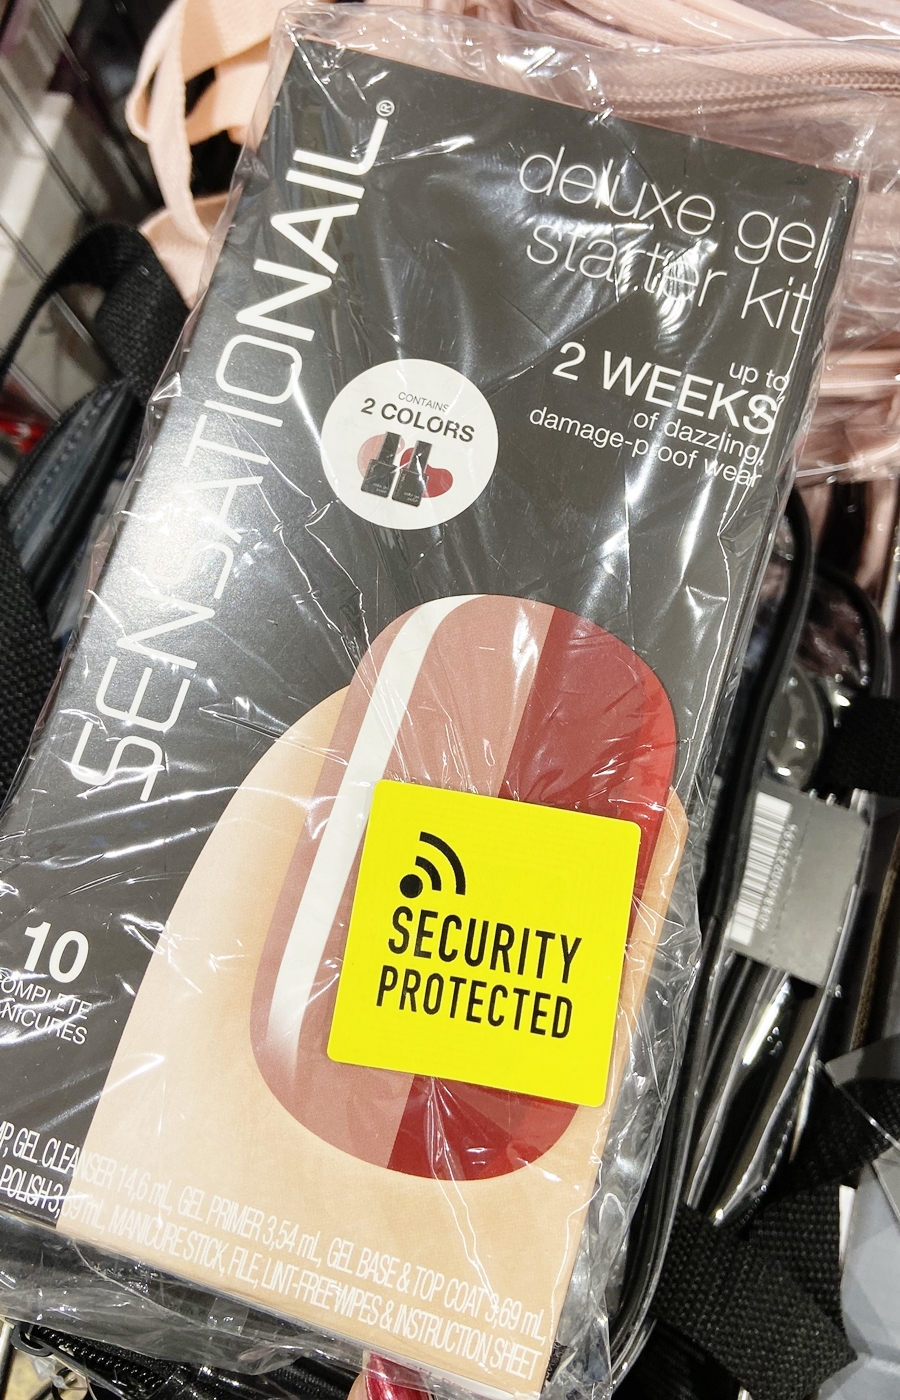 SENSATIONAIL®
deluxe gel
starter kit
up to
2 WEEKS
of dazzling,
damage-proof wear
CONTAINS
2 COLORS
SECURITY
PROTECTED
10
OMPLETE
NICURES
MP, GEL CLEANSER 14,6 mL, GEL PRIMER 3,54 mL, GEL BASE & TOP COAT 3,69 mL,
POLISH 3,69 mL, MANICURE STICK, FILE, LINT-FREE WIPES & INSTRUCTION SHEET